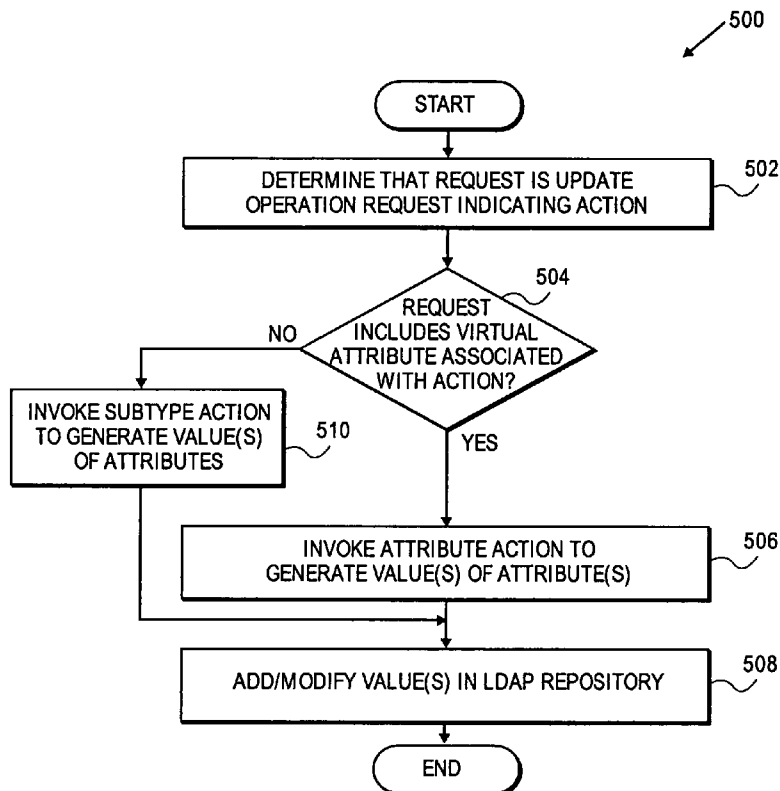 500
START
DETERMINE THAT REQUEST IS UPDATE
OPERATION REQUEST INDICATING ACTION
502
504
REQUEST
INCLUDES VIRTUAL
ATTRIBUTE ASSOCIATED
WITH ACTION?
NO
YES
INVOKE SUBTYPE ACTION
TO GENERATE VALUE(S)
OF ATTRIBUTES
510
INVOKE ATTRIBUTE ACTION TO
GENERATE VALUE(S) OF ATTRIBUTE(S)
506
ADD/MODIFY VALUE(S) IN LDAP REPOSITORY
508
END